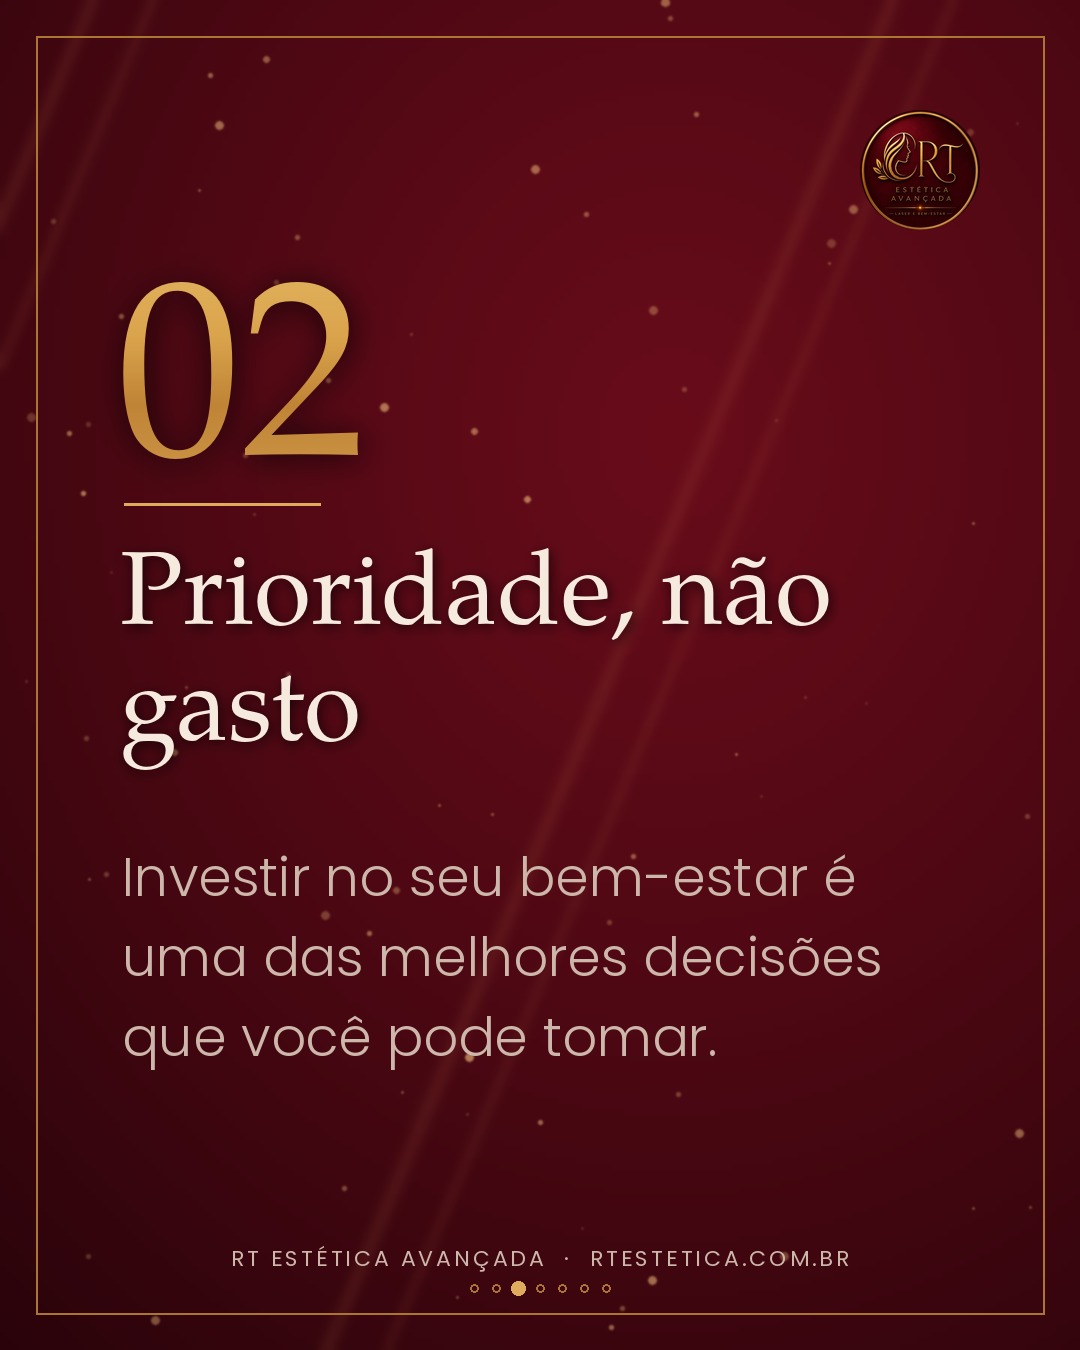 RT
ESTÉTICA
AVANÇADA
02
Prioridade, não
gasto
Investir no seu bem-estar é
uma das melhores decisões
que você pode tomar.
RT ESTÉTICA AVANÇADA · RTESTETICA.COM.BR